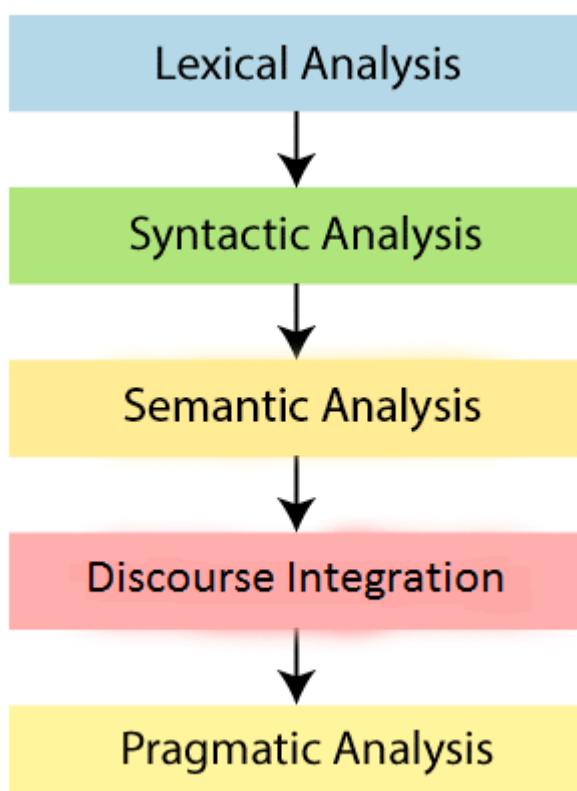 Lexical Analysis
Syntactic Analysis
Semantic Analysis
Discourse Integration
Pragmatic Analysis